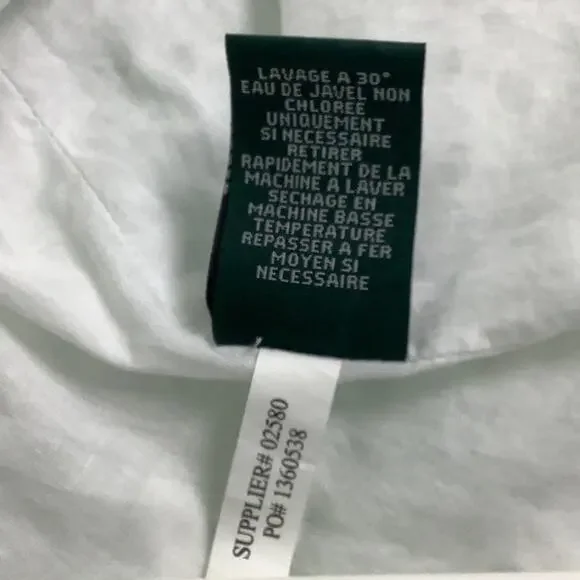 LAVAGE A 30°
EAU DE JAVEL NON
CHLOREE
UNIQUEMENT
SI NECESSAIRE
RETIRER
RAPIDEMENT DE LA
MACHINE A LAVER
SECHAGE EN
MACHINE BASSE
TEMPERATURE
REPASSER A FER
MOYEN SI
NECESSAIRE
SUPPLIER# 02580
PO# 1360538